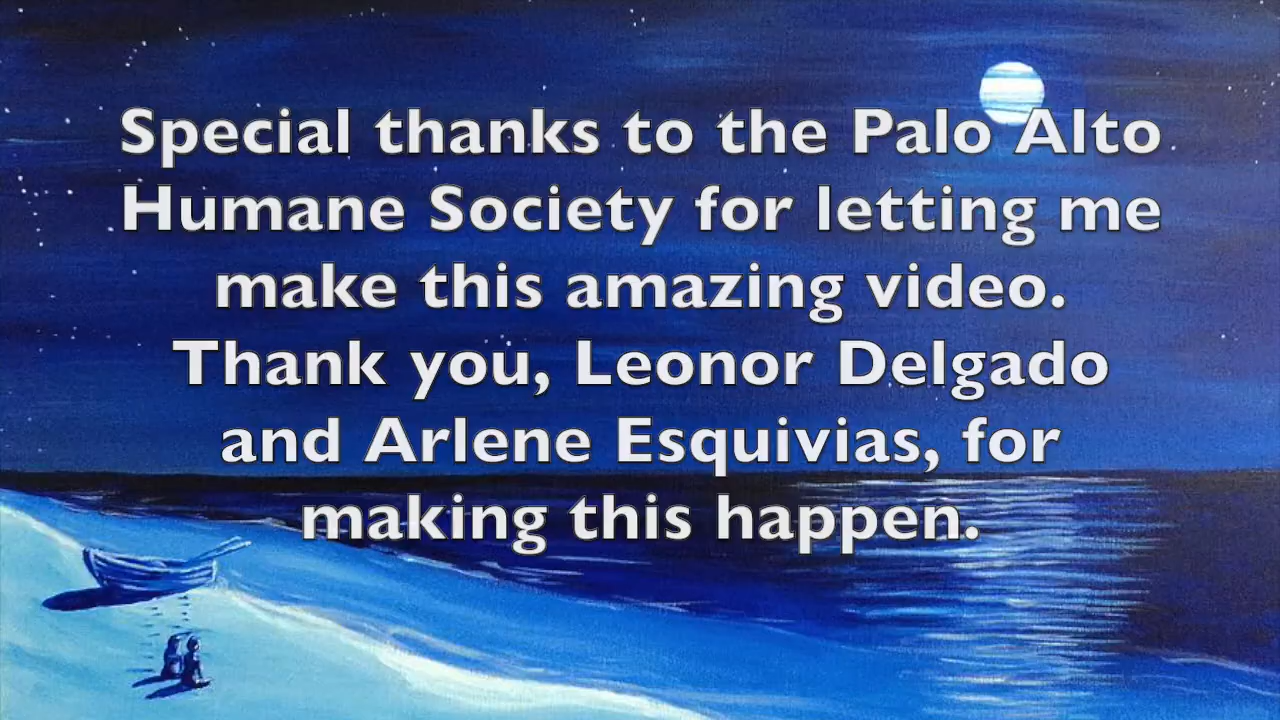 Special thanks to the Palo Alto
Humane Society for letting me
make this amazing video.
Thank you, Leonor Delgado
and Arlene Esquivias, for
making this happen.